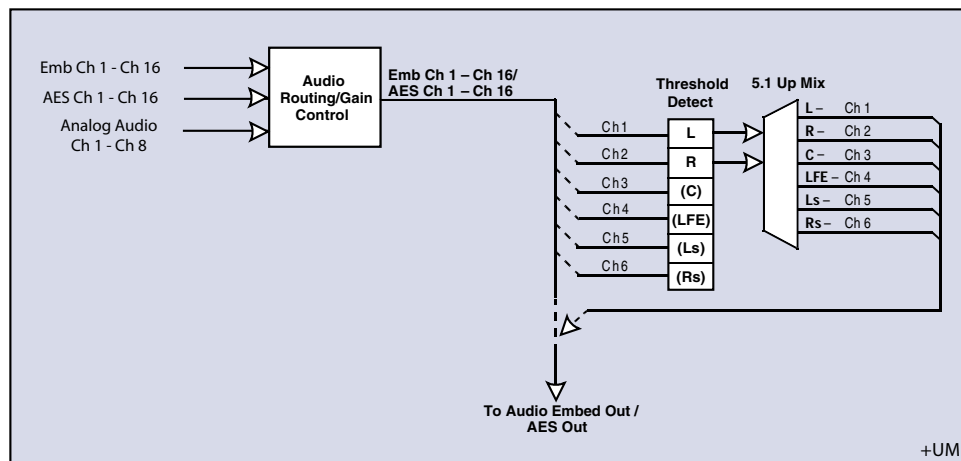 Emb Ch 1 - Ch 16
AES Ch 1 - Ch 16
Analog Audio
Ch 1 - Ch 8
Audio
Routing/Gain
Control
Emb Ch 1 – Ch 16/
AES Ch 1 – Ch 16
Threshold
Detect
5.1 Up Mix
Ch1
Ch2
Ch3
Ch4
Ch5
Ch6
L
R
(C)
(LFE)
(Ls)
(Rs)
L – Ch 1
R – Ch 2
C – Ch 3
LFE – Ch 4
Ls – Ch 5
Rs – Ch 6
To Audio Embed Out /
AES Out
+UM